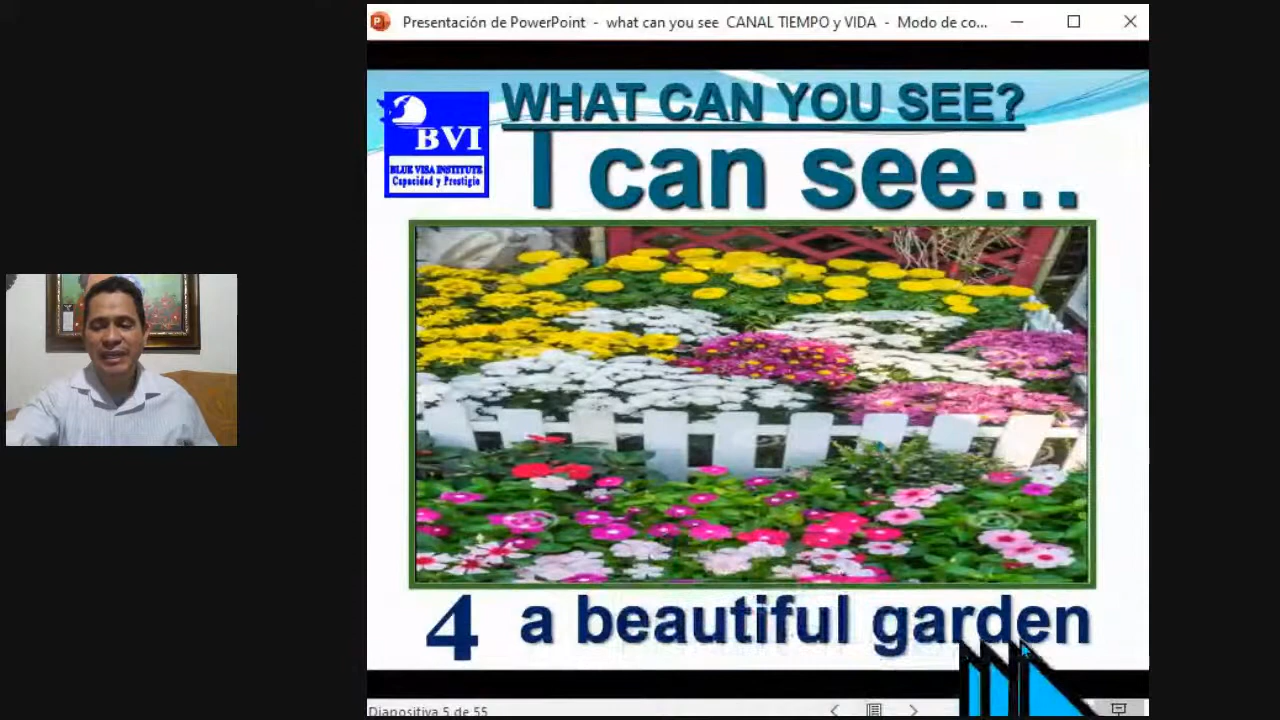 Presentación de PowerPoint - what can you see CANAL TIEMPO y VIDA - Modo de co...
WHAT CAN YOU SEE?
BVI
BLUE VISA INSTITUTE
Capacidad y Prestigio
I can see...
4 a beautiful garden
Diapositiva 5 de 55